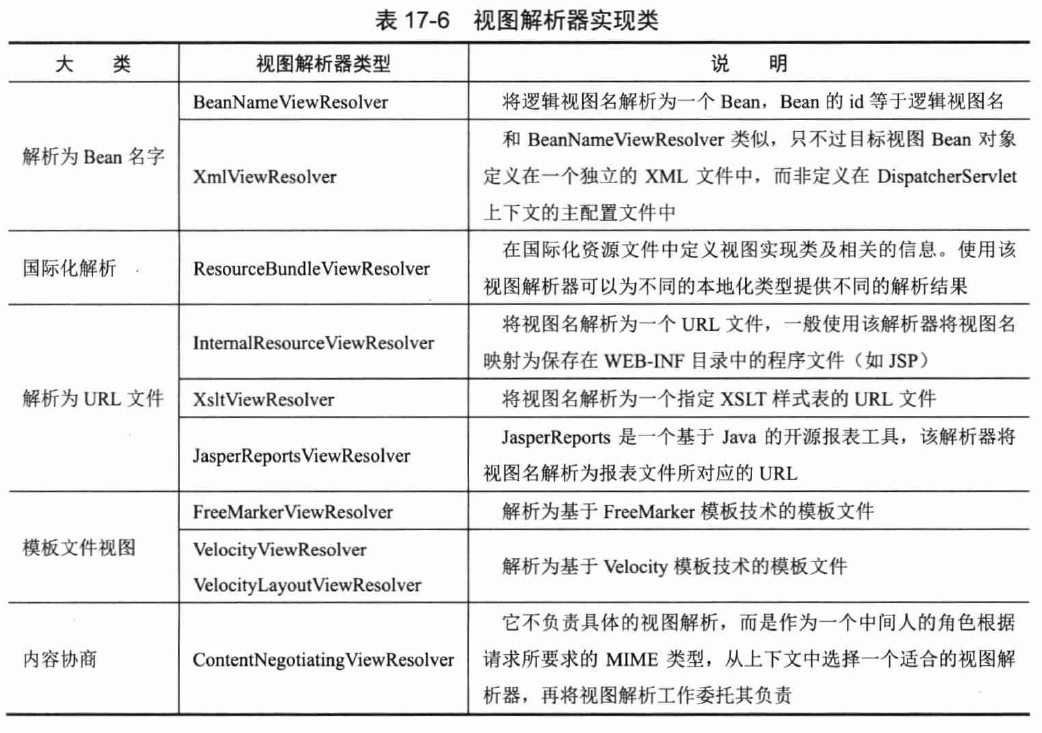 表 17-6 视图解析器实现类
大 类 视图解析器类型 说 明
解析为 Bean 名字
BeanNameViewResolver
将逻辑视图名解析为一个 Bean，Bean 的 id 等于逻辑视图名
XmlViewResolver
和 BeanNameViewResolver 类似，只不过目标视图 Bean 对象
定义在一个独立的 XML 文件中，而非定义在 DispatcherServlet
上下文的主配置文件中
国际化解析
ResourceBundleViewResolver
在国际化资源文件中定义视图实现类及相关的信息。使用该
视图解析器可以为不同的本地化类型提供不同的解析结果
解析为 URL 文件
InternalResourceViewResolver
将视图名解析为一个 URL 文件，一般使用该解析器将视图名
映射为保存在 WEB-INF 目录中的程序文件（如 JSP）
XsltViewResolver
将视图名解析为一个指定 XSLT 样式表的 URL 文件
JasperReportsViewResolver
JasperReports 是一个基于 Java 的开源报表工具，该解析器将
视图名解析为报表文件所对应的 URL
模板文件视图
FreeMarkerViewResolver
解析为基于 FreeMarker 模板技术的模板文件
VelocityViewResolver
VelocityLayoutViewResolver
解析为基于 Velocity 模板技术的模板文件
内容协商
ContentNegotiatingViewResolver
它不负责具体的视图解析，而是作为一个中间人的角色根据
请求所要求的 MIME 类型，从上下文中选择一个适合的视图解
析器，再将视图解析工作委托其负责